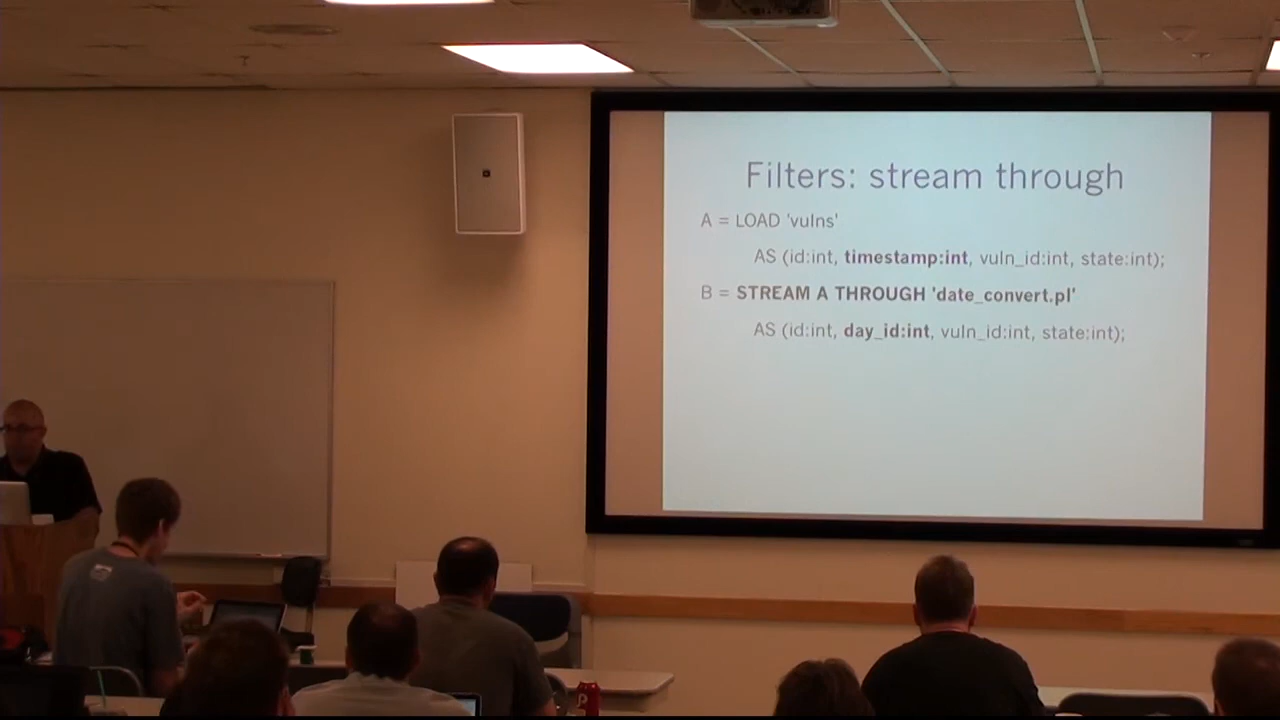 Filters: stream through
A = LOAD 'vulns'
AS (id:int, timestamp:int, vuln_id:int, state:int);
B = STREAM A THROUGH 'date_convert.pl'
AS (id:int, day_id:int, vuln_id:int, state:int);